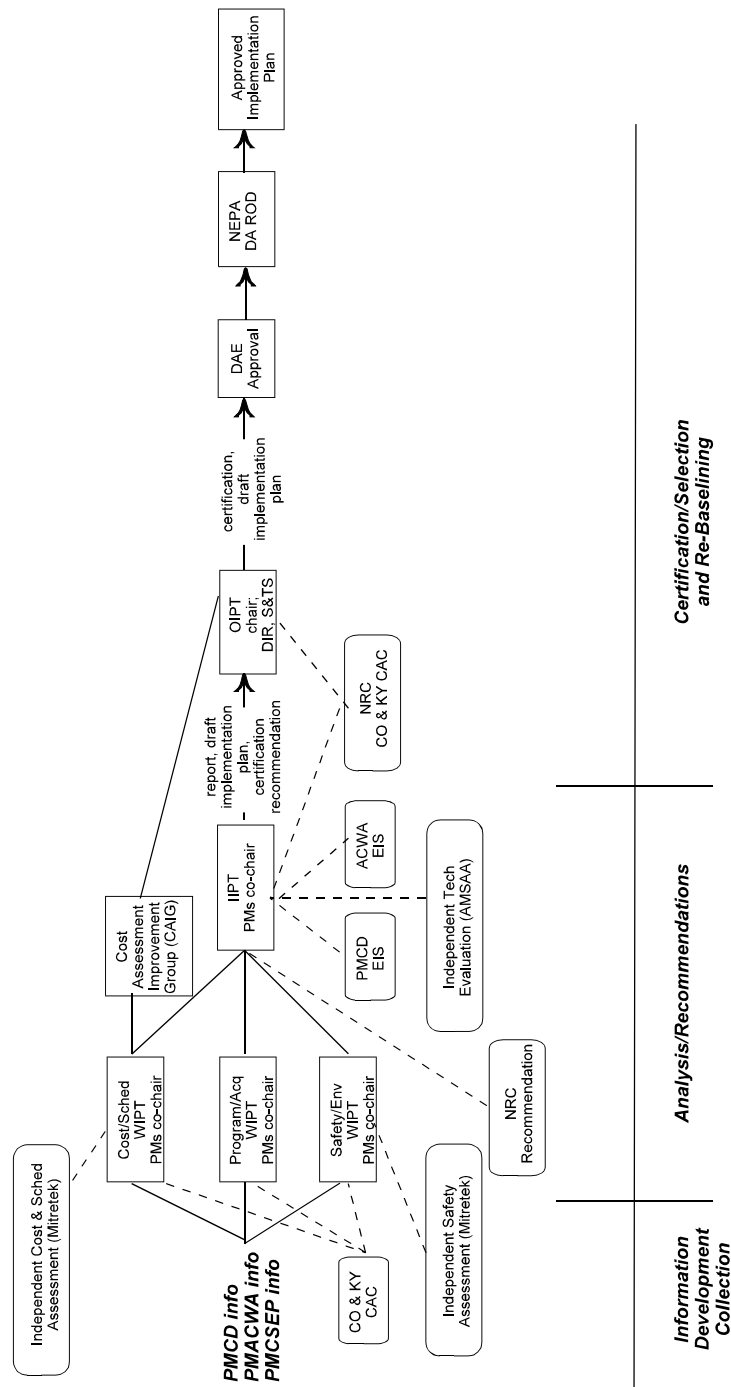 Independent Cost & Sched
Assessment (Mitretek)
PMCD info
PMACWA info
PMCSEP info
CO & KY
CAC
Independent Safety
Assessment (Mitretek)
Cost/Sched
WIPT
PMs co-chair
Program/Acq
WIPT
PMs co-chair
Safety/Env
WIPT
PMs co-chair
NRC
Recommendation
Cost
Assessment
Improvement
Group (CAIG)
IIPT
PMs co-chair
PMCD
EIS
ACWA
EIS
Independent Tech
Evaluation (AMSAA)
report, draft
implementation
plan,
certification
recommendation
OIPT
chair;
DIR, S&TS
NRC
CO & KY CAC
certification,
draft
implementation
plan
DAE
Approval
NEPA
DA ROD
Approved
Implementation
Plan
Information
Development
Collection
Analysis/Recommendations
Certification/Selection
and Re-Baselining